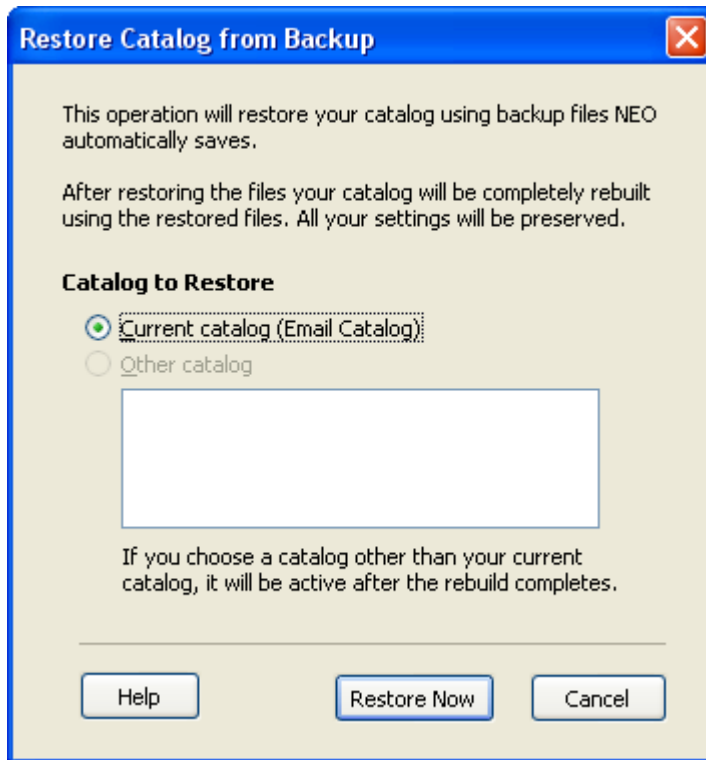 Restore Catalog from Backup
This operation will restore your catalog using backup files NEO
automatically saves.
After restoring the files your catalog will be completely rebuilt
using the restored files. All your settings will be preserved.
Catalog to Restore
Current catalog (Email Catalog)
Other catalog
If you choose a catalog other than your current
catalog, it will be active after the rebuild completes.
Help Restore Now Cancel